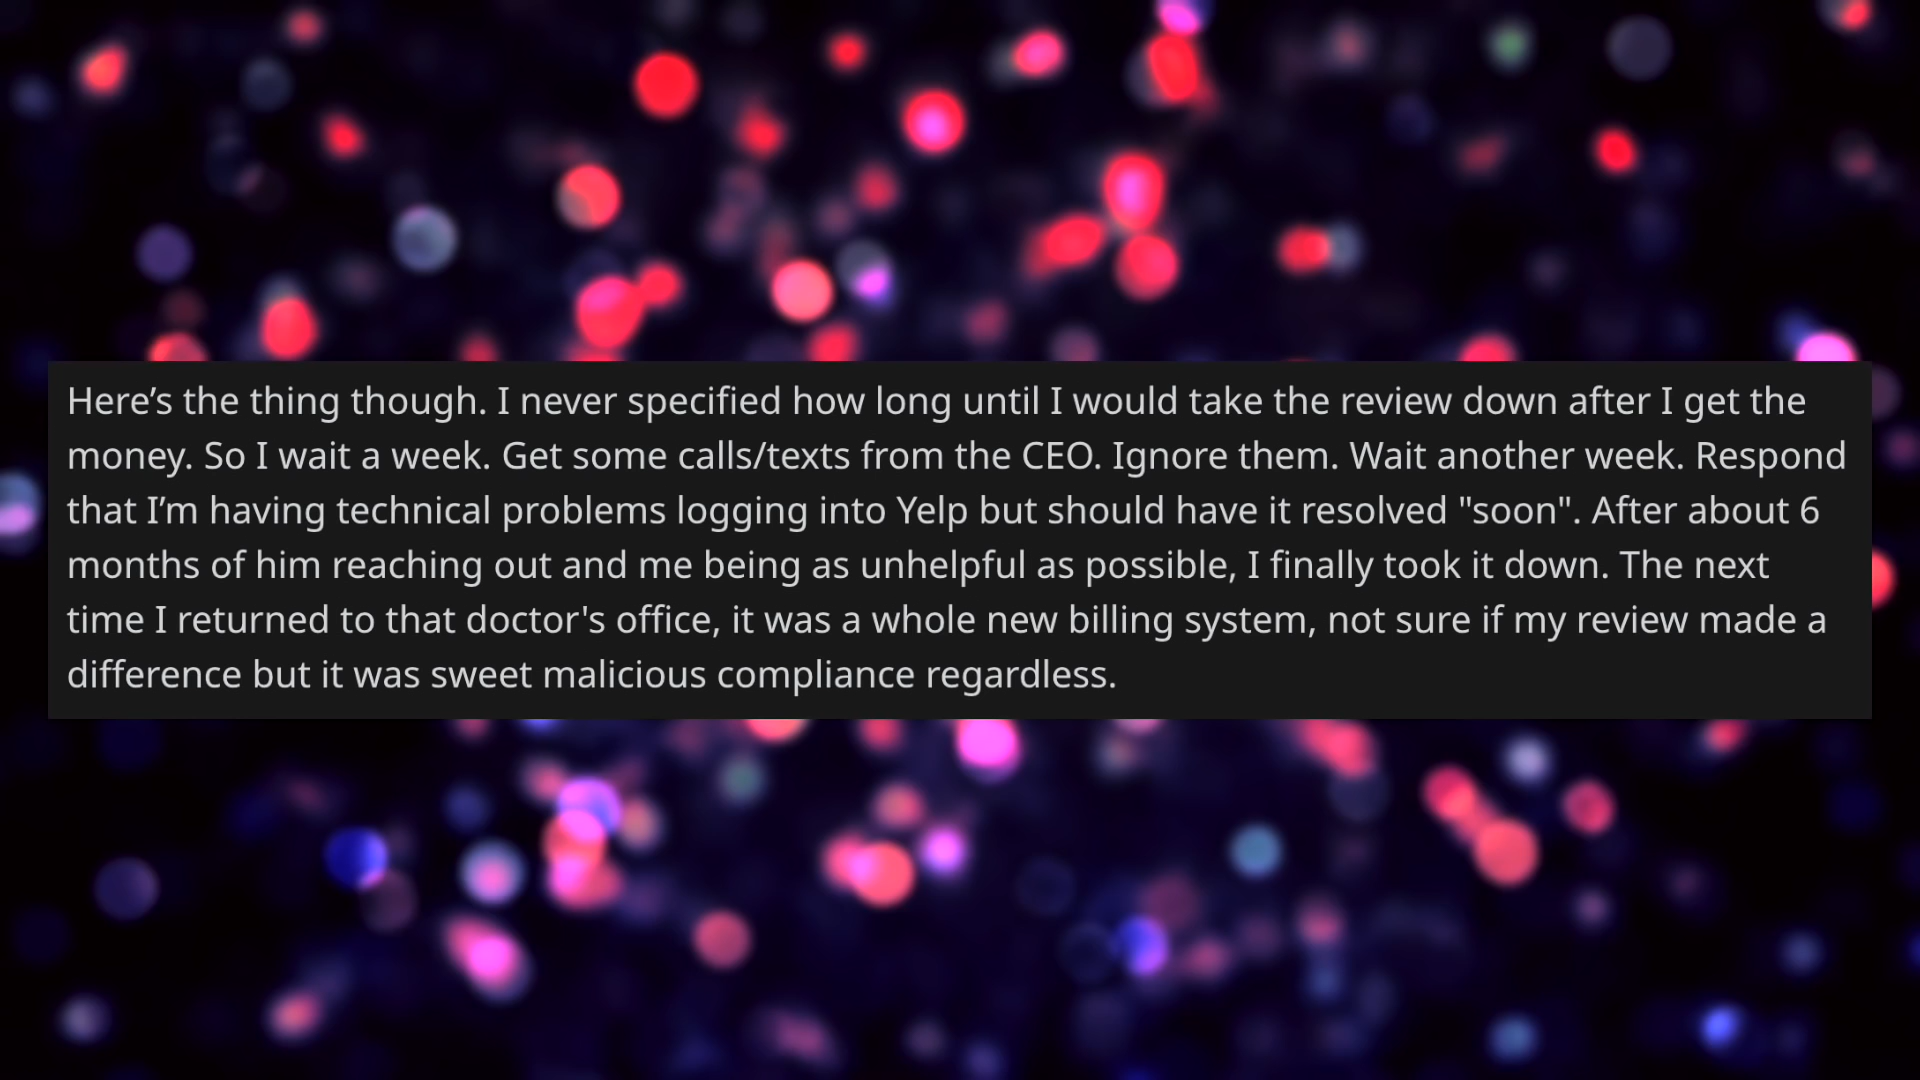 Here’s the thing though. I never specified how long until I would take the review down after I get the
money. So I wait a week. Get some calls/texts from the CEO. Ignore them. Wait another week. Respond
that I’m having technical problems logging into Yelp but should have it resolved "soon". After about 6
months of him reaching out and me being as unhelpful as possible, I finally took it down. The next
time I returned to that doctor's office, it was a whole new billing system, not sure if my review made a
difference but it was sweet malicious compliance regardless.